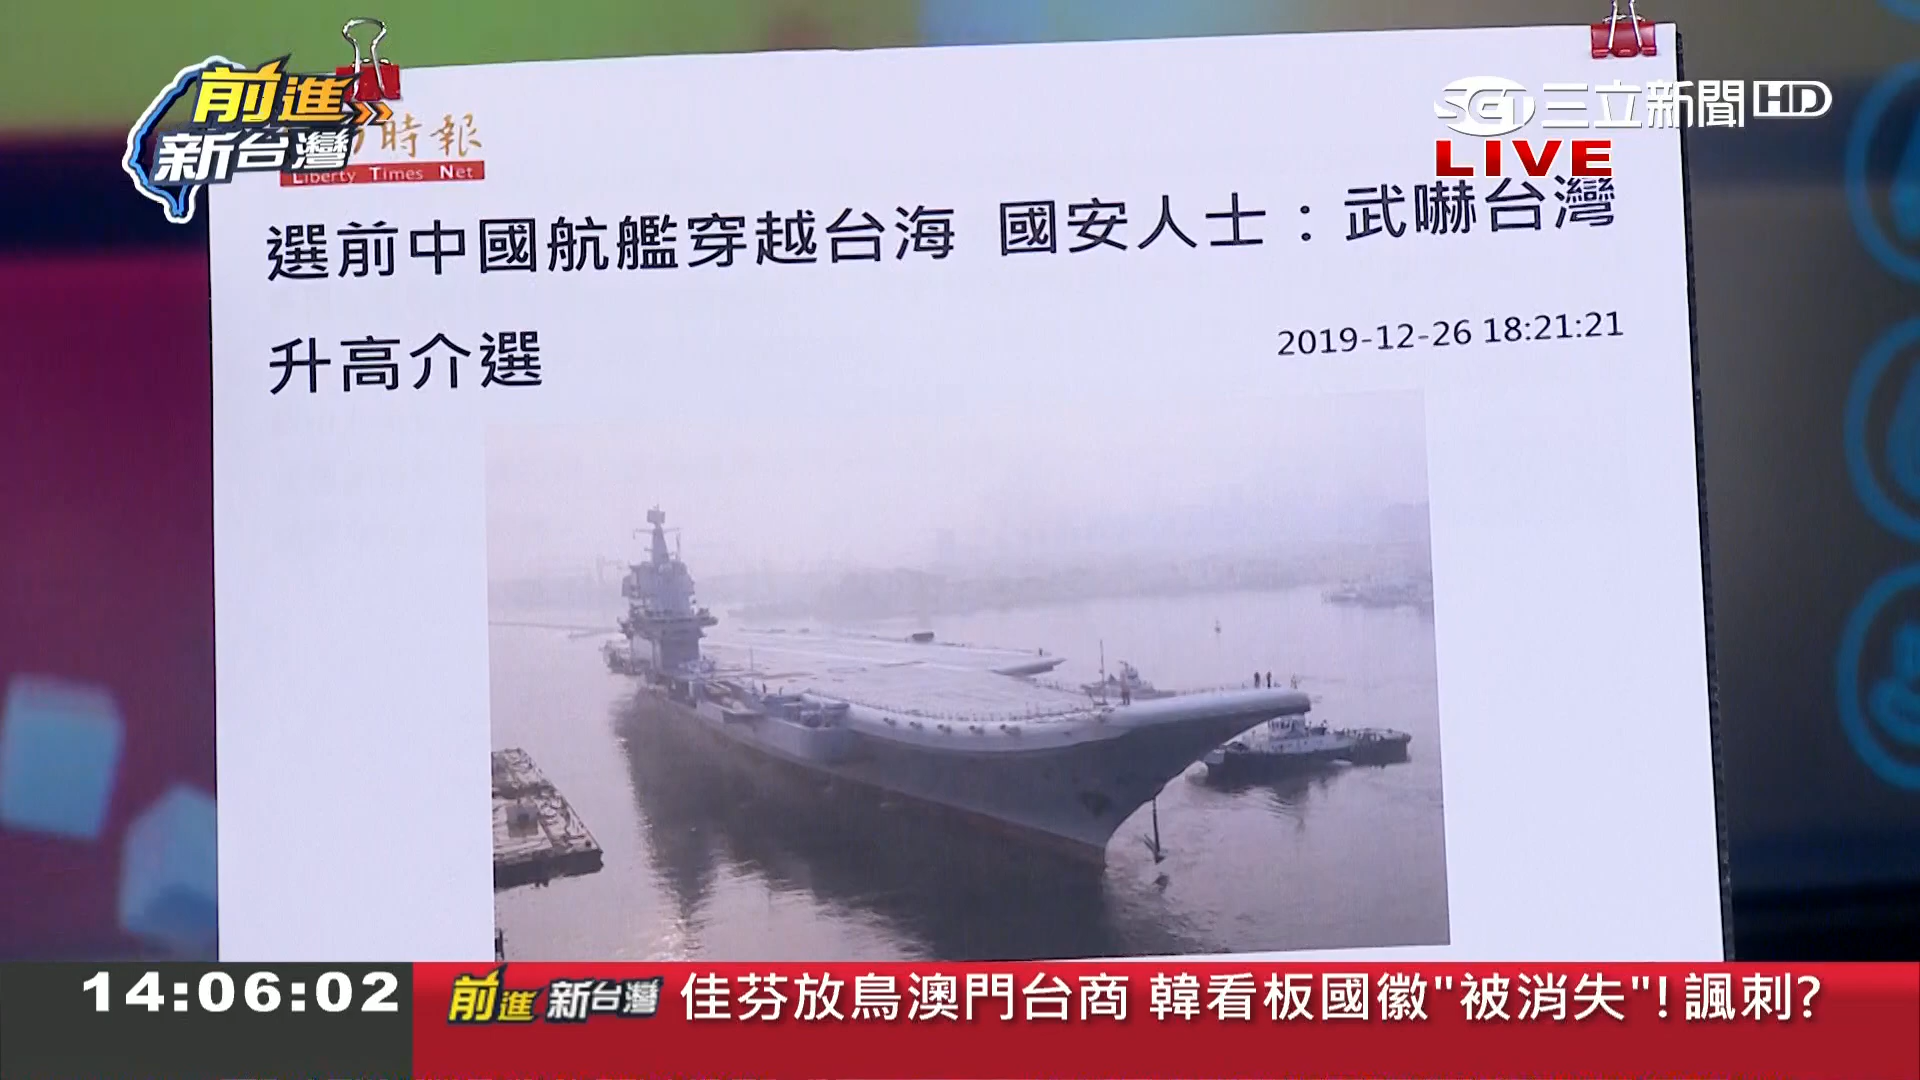 前進
新台灣
時報
Liberty Times Net
SET三立新聞HD
LIVE
選前中國航艦穿越台海 國安人士：武嚇台灣
升高介選
2019-12-26 18:21:21
14:06:02
前進新台灣
佳芬放鳥澳門台商 韓看板國徽"被消失"! 諷刺?